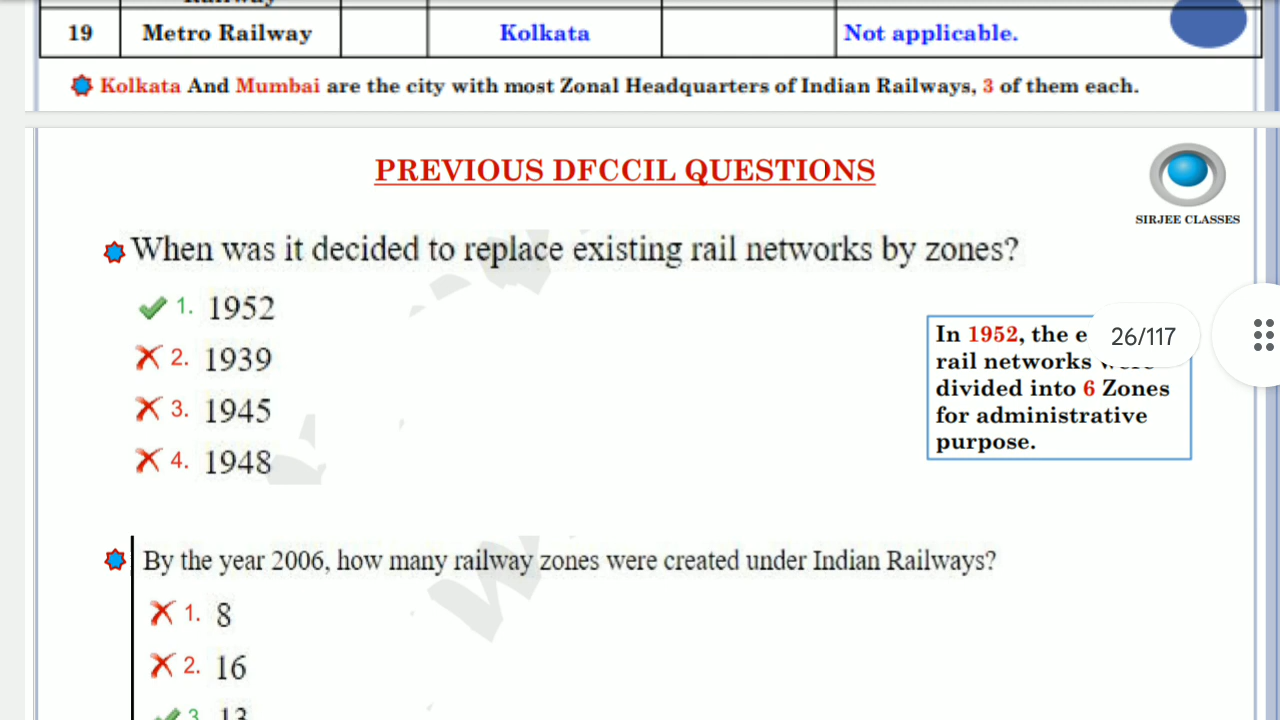 19 Metro Railway Kolkata Not applicable.
Kolkata And Mumbai are the city with most Zonal Headquarters of Indian Railways, 3 of them each.
PREVIOUS DFCCIL QUESTIONS
SIRJEE CLASSES
When was it decided to replace existing rail networks by zones?
1. 1952
2. 1939
3. 1945
4. 1948
In 1952, the e
rail networks
divided into 6 Zones
for administrative
purpose.
26/117
By the year 2006, how many railway zones were created under Indian Railways?
1. 8
2. 16
3. 13